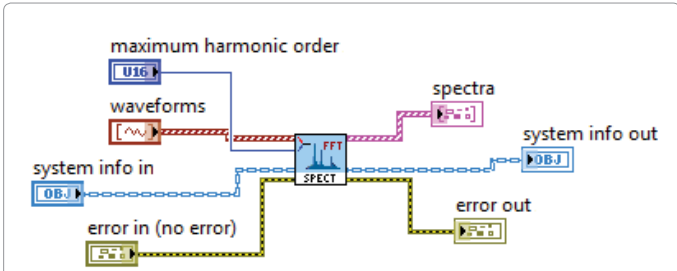 maximum harmonic order
U16
waveforms
spectra
FFT
SPECT
system info in
OBJ
system info out
OBJ
error in (no error)
error out